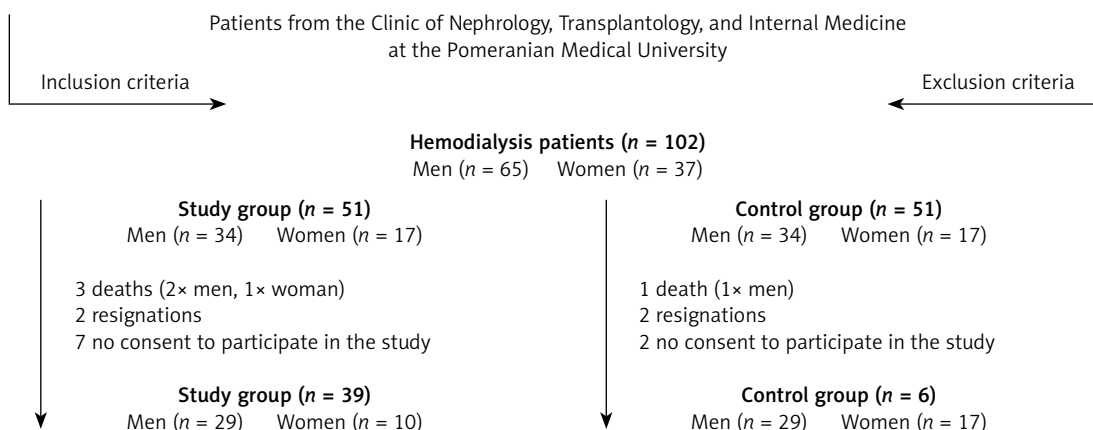 Patients from the Clinic of Nephrology, Transplantology, and Internal Medicine
at the Pomeranian Medical University
Inclusion criteria
Exclusion criteria
Hemodialysis patients (n = 102)
Men (n = 65) Women (n = 37)
Study group (n = 51)
Men (n = 34) Women (n = 17)
3 deaths (2× men, 1× woman)
2 resignations
7 no consent to participate in the study
Study group (n = 39)
Men (n = 29) Women (n = 10)
Control group (n = 51)
Men (n = 34) Women (n = 17)
1 death (1× men)
2 resignations
2 no consent to participate in the study
Control group (n = 6)
Men (n = 29) Women (n = 17)